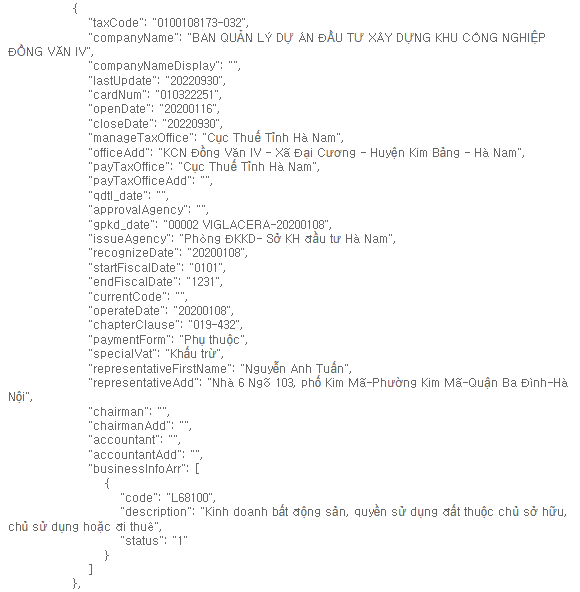 {
"taxCode": "0100108173-032",
"companyName": "BAN QUẢN LÝ DỰ ÁN ĐẦU TƯ XÂY DỰNG KHU CÔNG NGHIỆP
ĐỒNG VĂN IV",
"companyNameDisplay": "",
"lastUpdate": "20220930",
"cardNum": "010322251",
"openDate": "20200116",
"closeDate": "20220930",
"manageTaxOffice": "Cục Thuế Tỉnh Hà Nam",
"officeAdd": "KCN Đồng Văn IV - Xã Đại Cương - Huyện Kim Bảng - Hà Nam",
"payTaxOffice": "Cục Thuế Tỉnh Hà Nam",
"payTaxOfficeAdd": "",
"qdtl_date": "",
"approvalAgency": "",
"gpkd_date": "00002 VIGLACERA-20200108",
"issueAgency": "Phòng ĐKKD- Sở KH đầu tư Hà Nam",
"recognizeDate": "20200108",
"startFiscalDate": "0101",
"endFiscalDate": "1231",
"currentCode": "",
"operateDate": "20200108",
"chapterClause": "019-432",
"paymentForm": "Phụ thuộc",
"specialVat": "Khấu trừ",
"representativeFirstName": "Nguyễn Anh Tuấn",
"representativeAdd": "Nhà 6 Ngõ 103, phố Kim Mã-Phường Kim Mã-Quận Ba Đình-Hà
Nội",
"chairman": "",
"chairmanAdd": "",
"accountant": "",
"accountantAdd": "",
"businessInfoArr": [
{
"code": "L68100",
"description": "Kinh doanh bất động sản, quyền sử dụng đất thuộc chủ sở hữu,
chủ sử dụng hoặc đi thuê",
"status": "1"
}
]
},